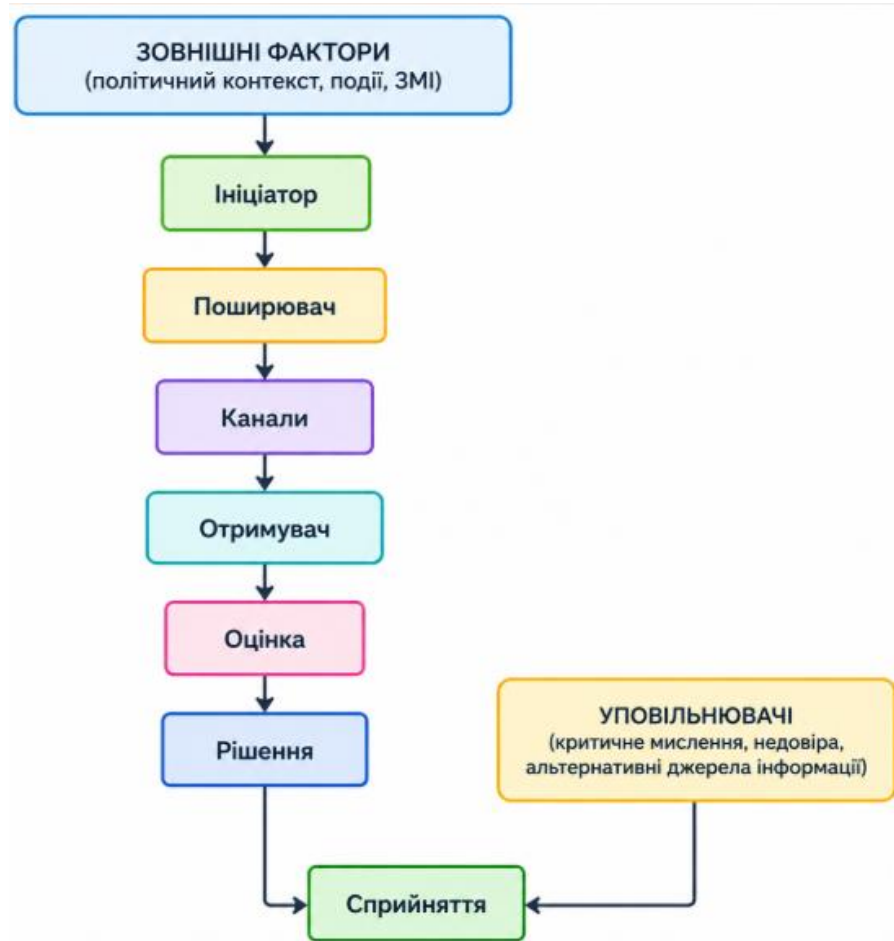 ЗОВНІШНІ ФАКТОРИ
(політичний контекст, події, ЗМІ)
Ініціатор
Поширювач
Канали
Отримувач
Оцінка
Рішення
УПОВІЛЬНЮВАЧІ
(критичне мислення, недовіра,
альтернативні джерела інформації)
Сприйняття